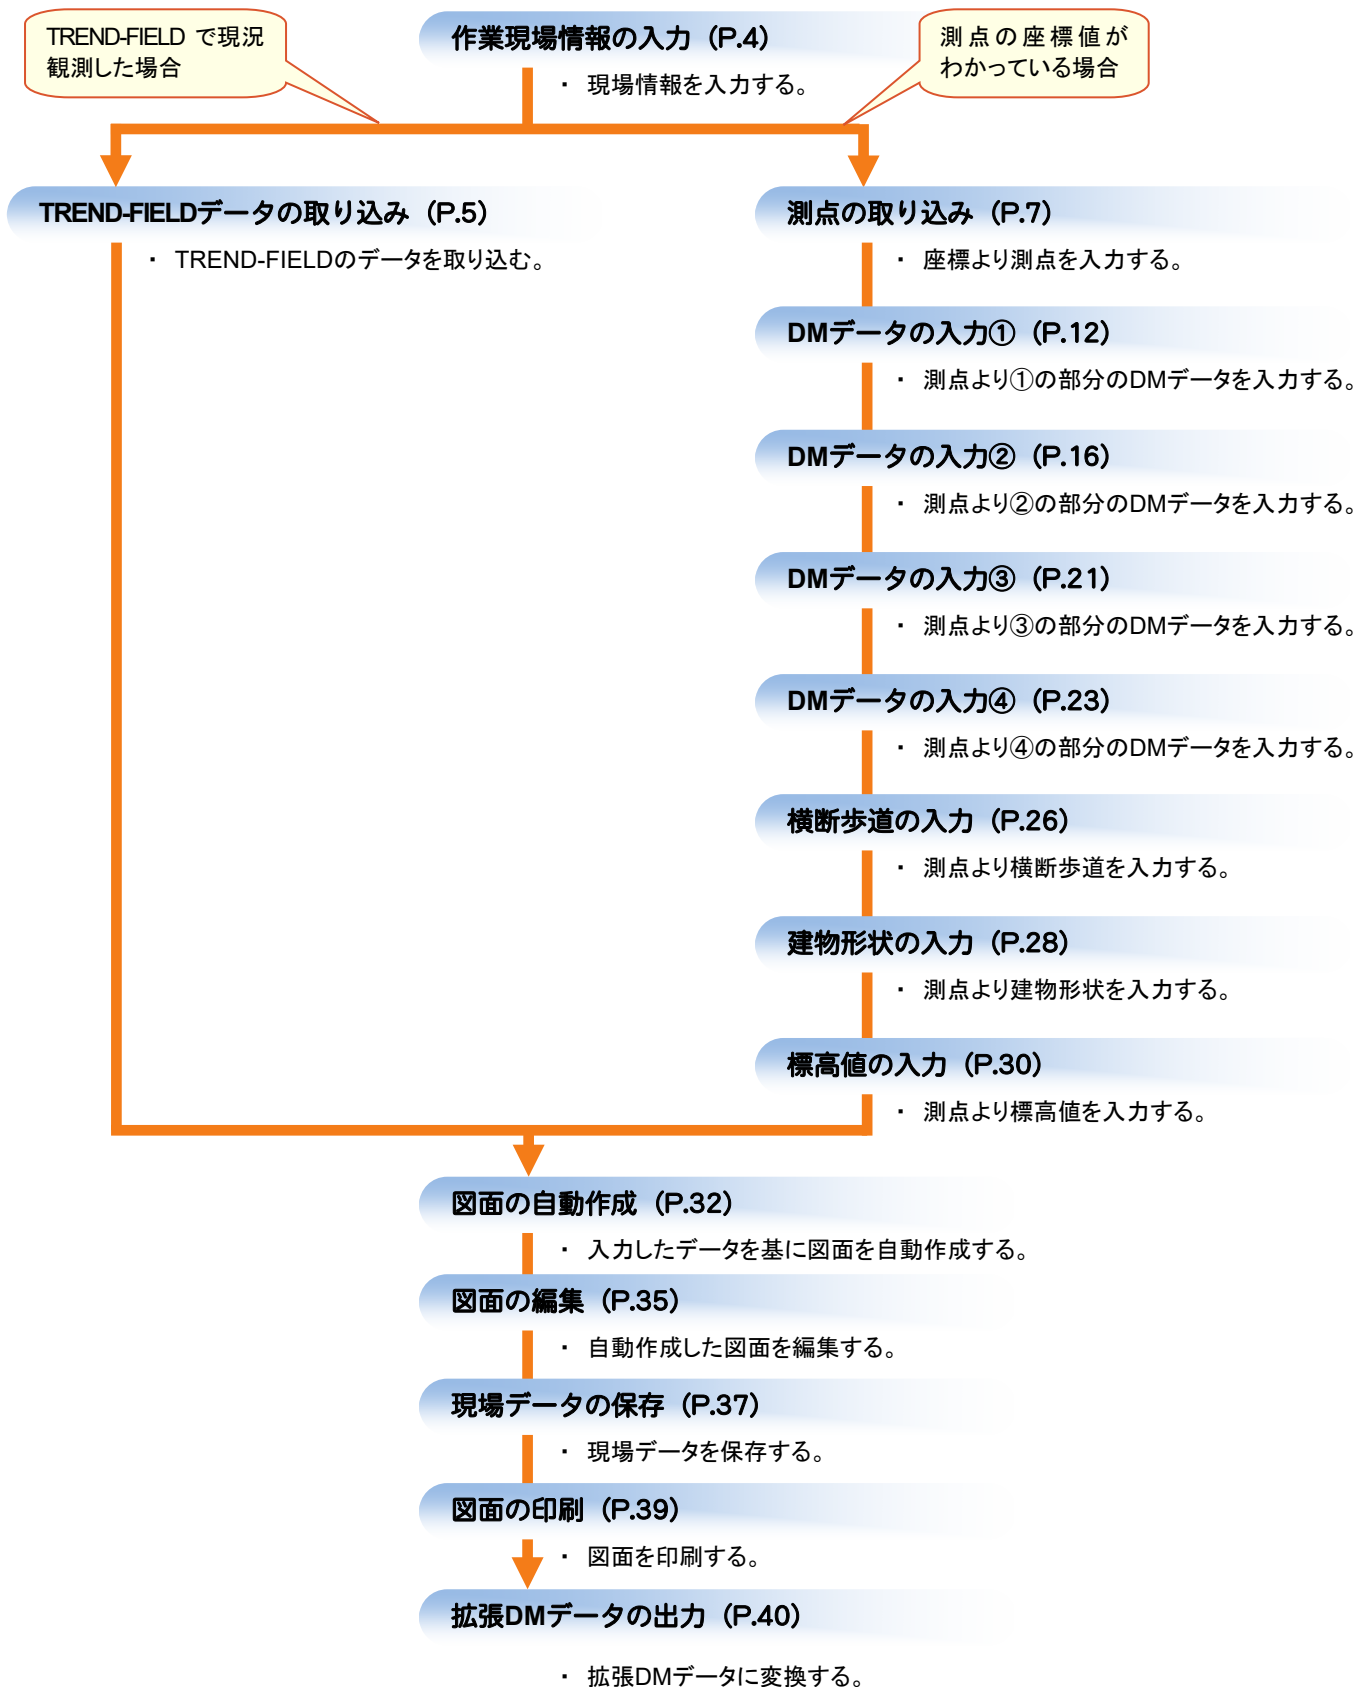 TREND-FIELD で現況
観測した場合
作業現場情報の入力（P.4）
・ 現場情報を入力する。
測点の座標値が
わかっている場合
TREND-FIELDデータの取り込み（P.5）
・ TREND-FIELDのデータを取り込む。
測点の取り込み（P.7）
・ 座標より測点を入力する。
DMデータの入力①（P.12）
・ 測点より①の部分のDMデータを入力する。
DMデータの入力②（P.16）
・ 測点より②の部分のDMデータを入力する。
DMデータの入力③（P.21）
・ 測点より③の部分のDMデータを入力する。
DMデータの入力④（P.23）
・ 測点より④の部分のDMデータを入力する。
横断歩道の入力（P.26）
・ 測点より横断歩道を入力する。
建物形状の入力（P.28）
・ 測点より建物形状を入力する。
標高値の入力（P.30）
・ 測点より標高値を入力する。
図面の自動作成（P.32）
・ 入力したデータを基に図面を自動作成する。
図面の編集（P.35）
・ 自動作成した図面を編集する。
現場データの保存（P.37）
・ 現場データを保存する。
図面の印刷（P.39）
・ 図面を印刷する。
拡張DMデータの出力（P.40）
・ 拡張DMデータに変換する。